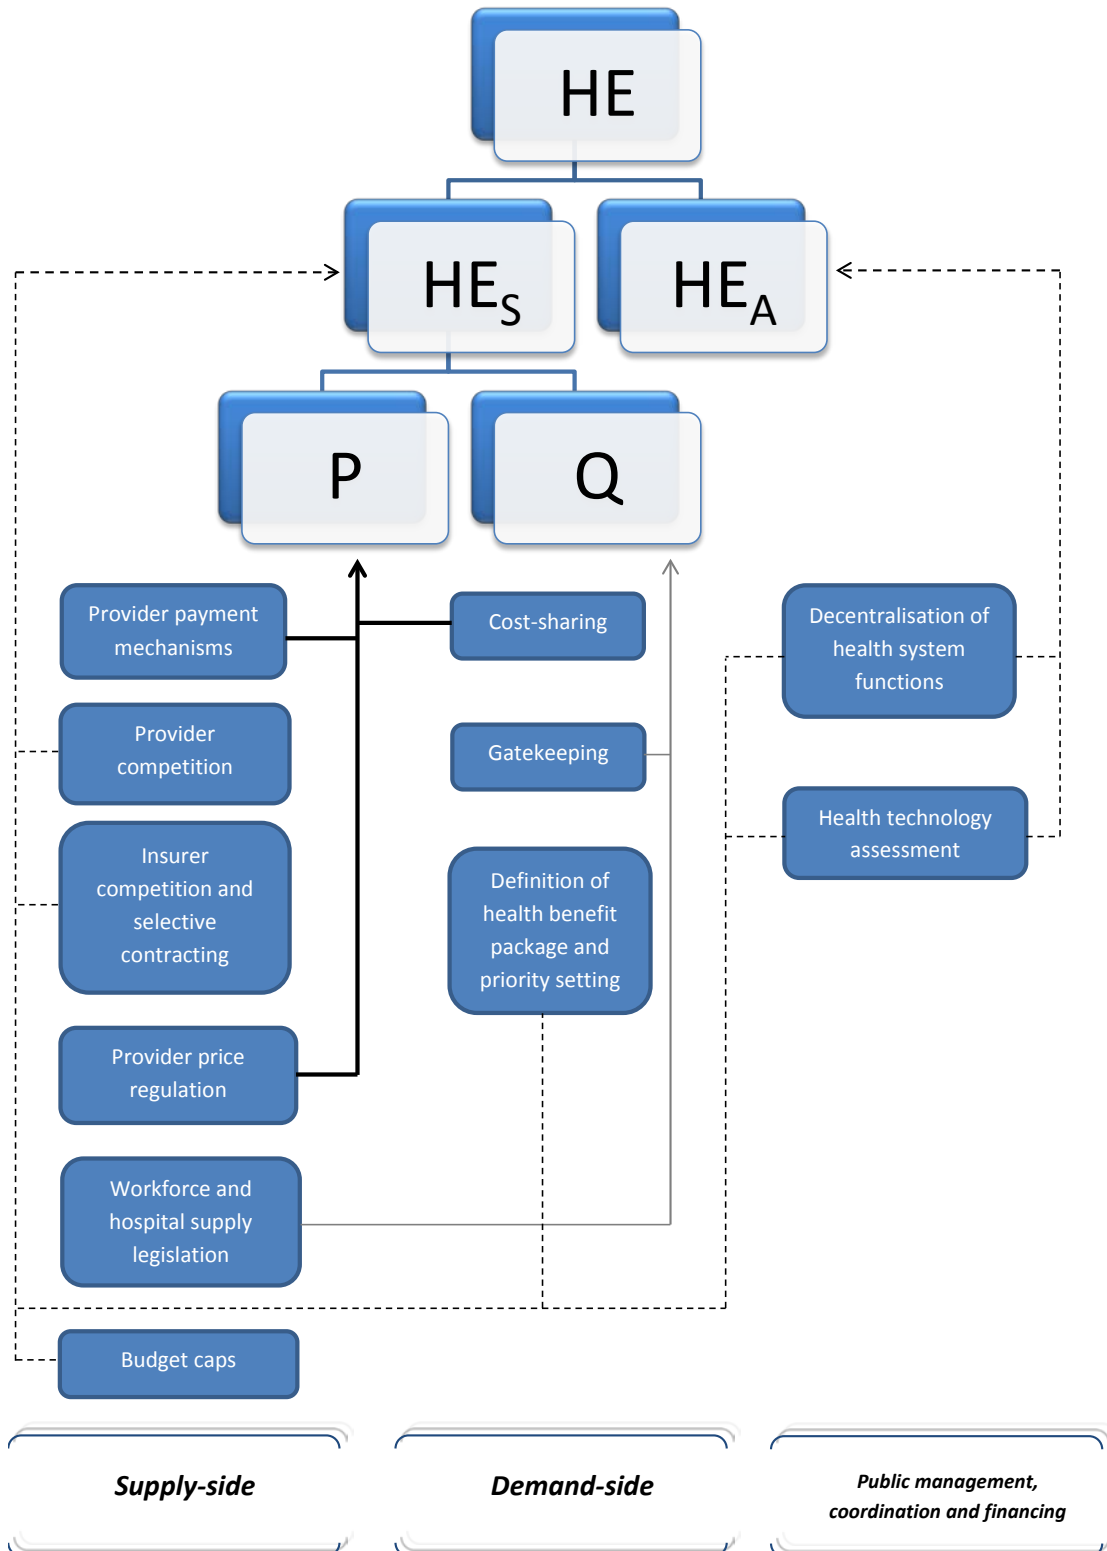 HE
HE_S
HE_A
P
Q
Provider payment
mechanisms
Cost-sharing
Decentralisation of
health system
functions
Provider
competition
Gatekeeping
Health technology
assessment
Insurer
competition and
selective
contracting
Definition of
health benefit
package and
priority setting
Provider price
regulation
Workforce and
hospital supply
legislation
Budget caps
Supply-side
Demand-side
Public management,
coordination and financing